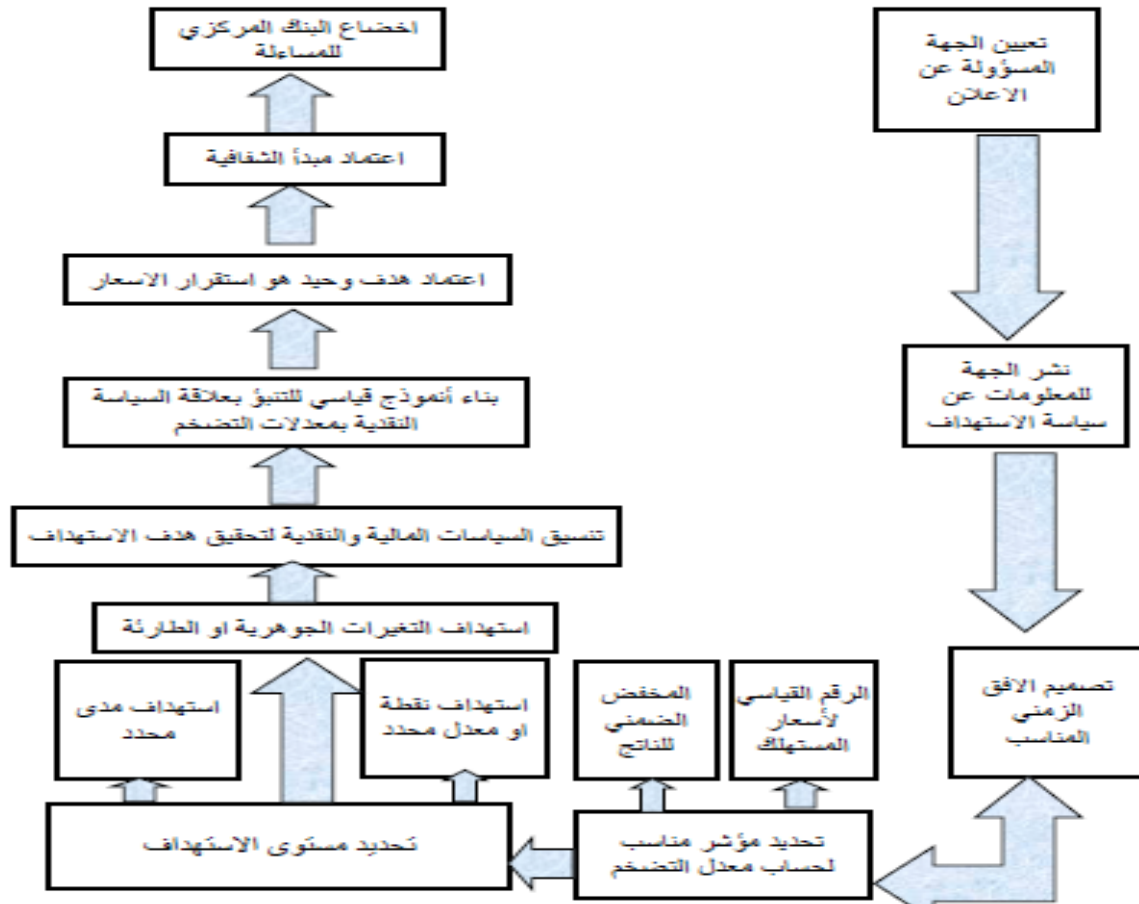 تعيين الجهة
المسؤولة عن
الاعلان
نشر الجهة
للمعلومات عن
سياسة الاستهداف
تصميم الافق
الزمني
المناسب
تحديد مؤشر مناسب
لحساب معدل التضخم
الرقم القياسي
لأسعار
المستهلك
المخفض
الضمني
للناتج
تحديد مستوى الاستهداف
استهداف نقطة
او معدل محدد
استهداف مدى
محدد
استهداف التغيرات الجوهرية او الطارئة
تنسيق السياسات المالية والنقدية لتحقيق هدف الاستهداف
بناء أنموذج قياسي للتنبؤ بعلاقة السياسة
النقدية بمعدلات التضخم
اعتماد هدف وحيد هو استقرار الاسعار
اعتماد مبدأ الشفافية
اخضاع البنك المركزي
للمساءلة